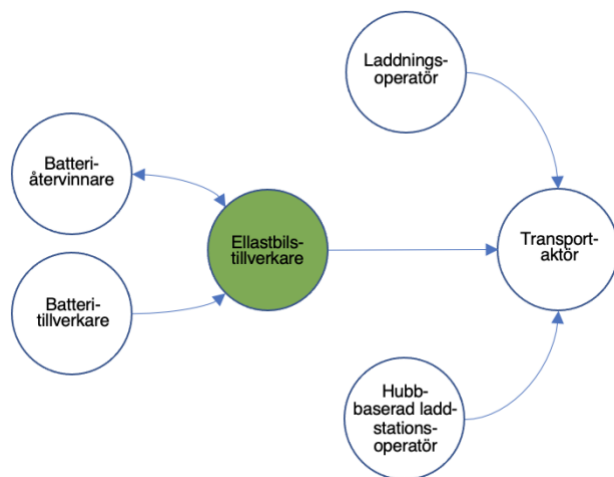 Laddnings-
operatör
Batteri-
återvinnare
Ellastbils-
tillverkare
Transport-
aktör
Batteri-
tillverkare
Hubb-
baserad ladd-
stations-
operatör